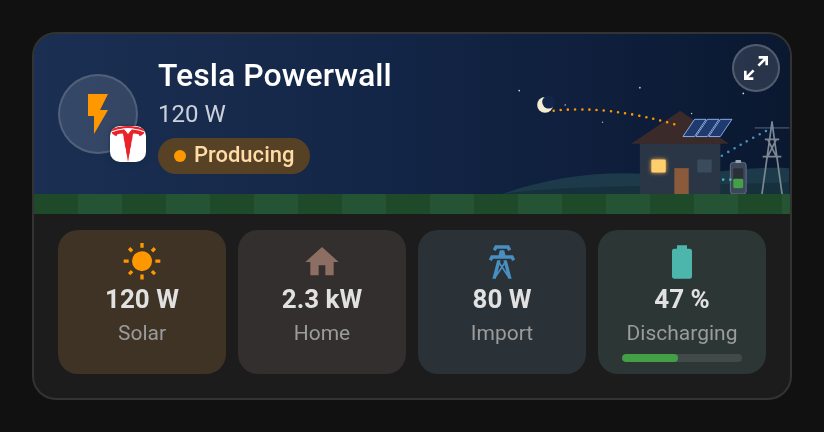 Tesla Powerwall
120 W
Producing
120 W
Solar
2.3 kW
Home
80 W
Import
47 %
Discharging